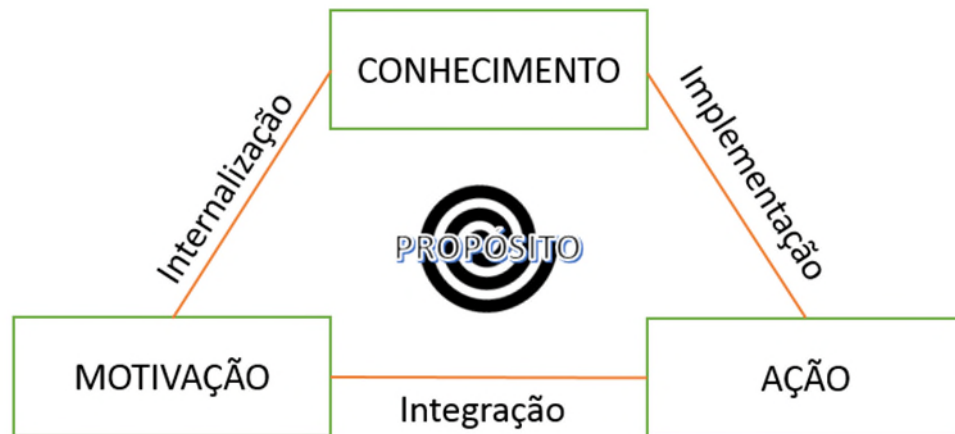 CONHECIMENTO
Internalização
Implementação
PROPÓSITO
MOTIVAÇÃO
AÇÃO
Integração